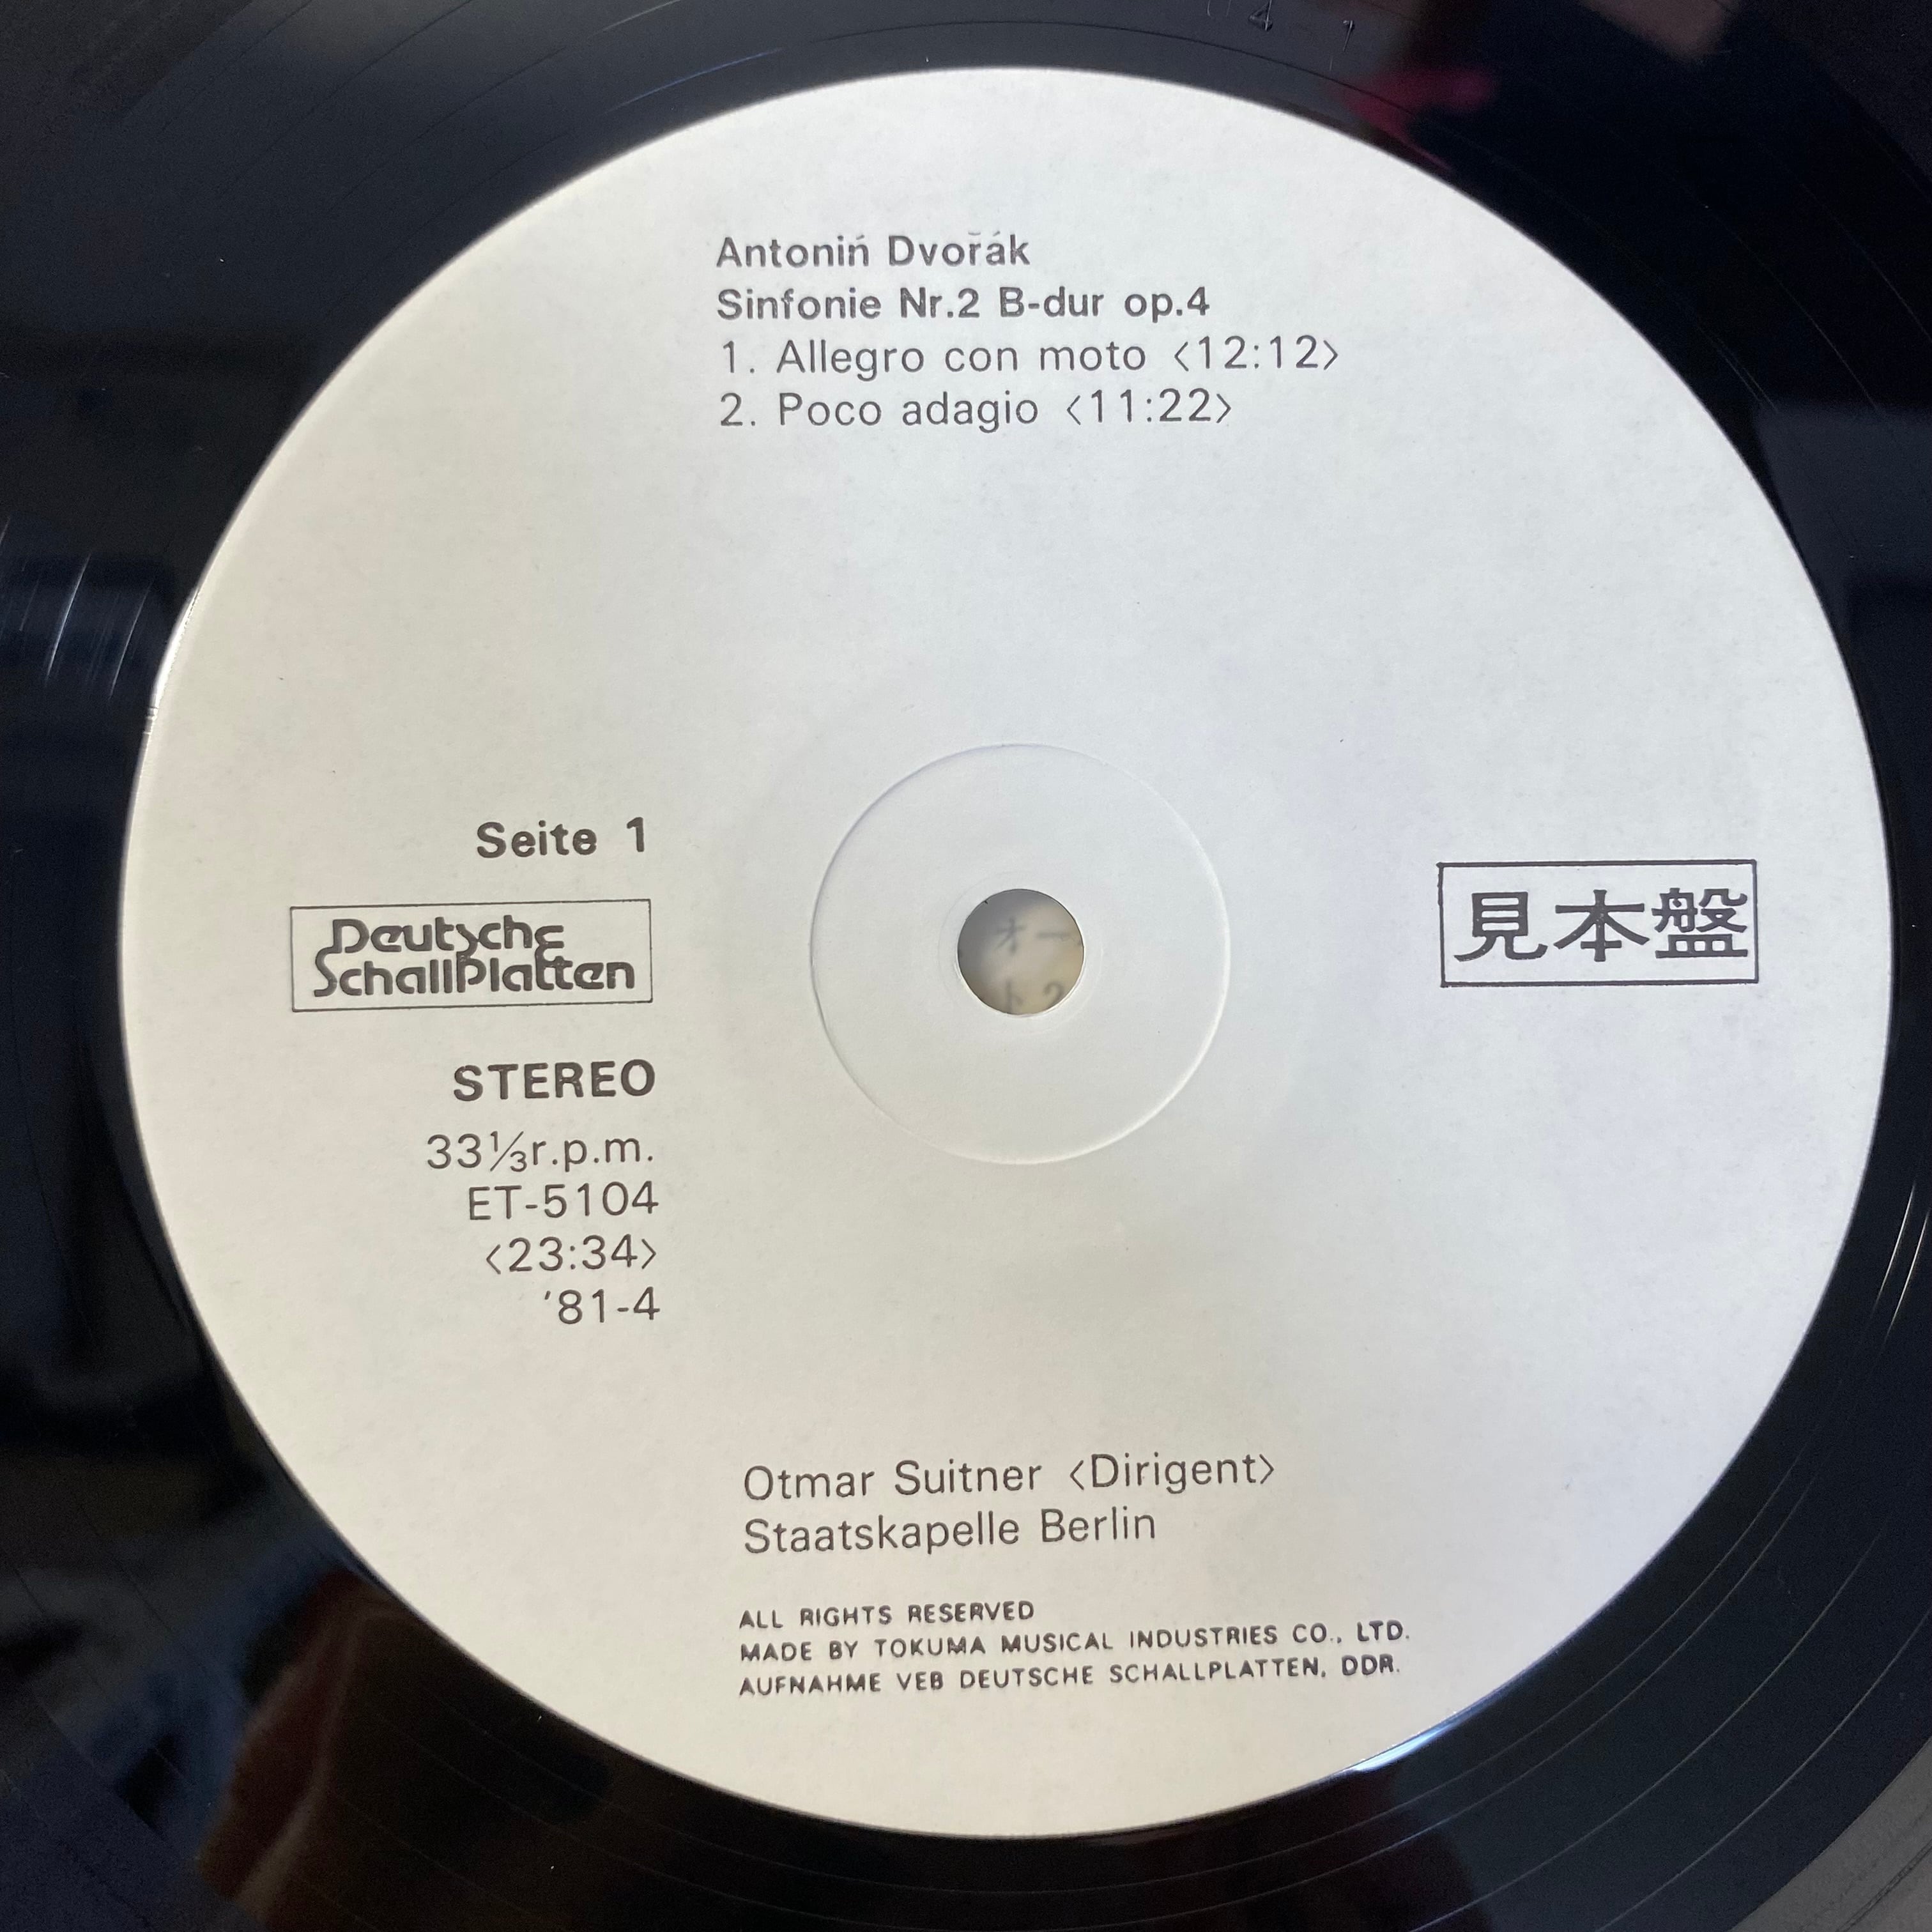 Antoniń Dvořák
Sinfonie Nr.2 B-dur op.4
1. Allegro con moto 〈12:12〉
2. Poco adagio 〈11:22〉
Seite 1
Deutsche
SchallPlatten
見本盤
STEREO
33⅓r.p.m.
ET-5104
〈23:34〉
'81-4
Otmar Suitner 〈Dirigent〉
Staatskapelle Berlin
ALL RIGHTS RESERVED
MADE BY TOKUMA MUSICAL INDUSTRIES CO., LTD.
AUFNAHME VEB DEUTSCHE SCHALLPLATTEN, DDR.